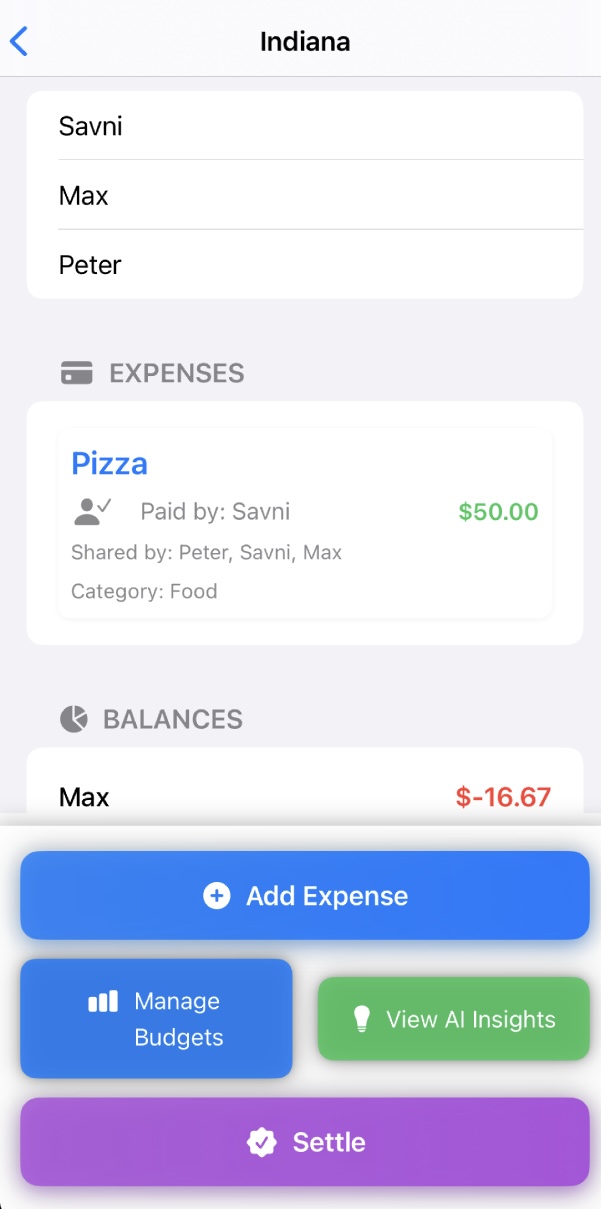 Indiana
Savni
Max
Peter
EXPENSES
Pizza
Paid by: Savni $50.00
Shared by: Peter, Savni, Max
Category: Food
BALANCES
Max $-16.67
Add Expense
Manage
Budgets
View AI Insights
Settle